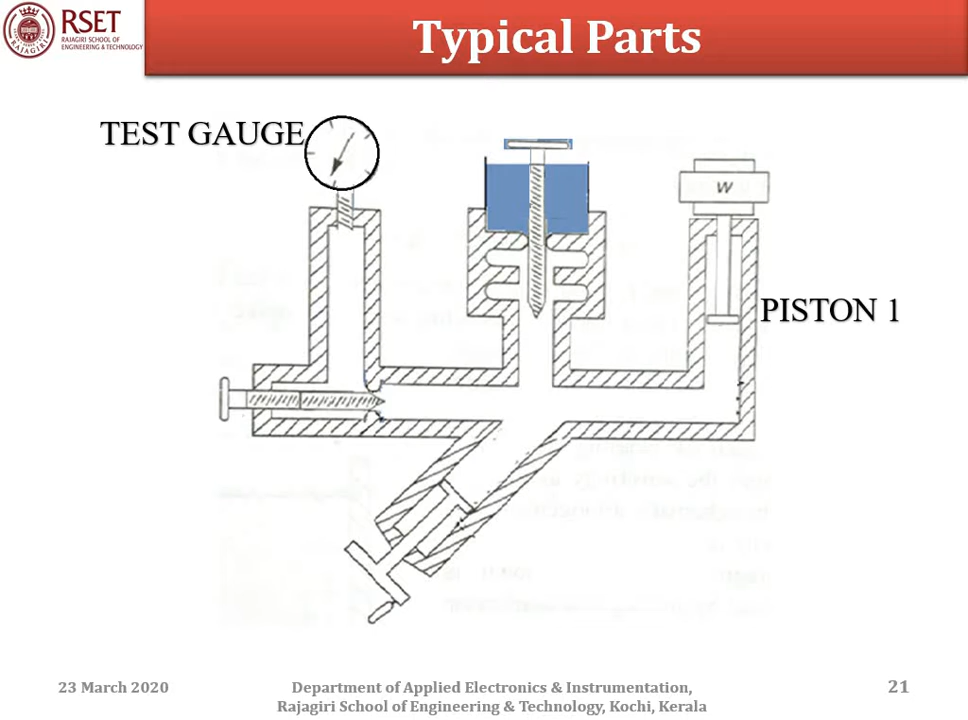 RSET
RAJAGIRI SCHOOL OF
ENGINEERING & TECHNOLOGY
RAJAGIRI
Typical Parts
TEST GAUGE
W
PISTON 1
23 March 2020
Department of Applied Electronics & Instrumentation,
Rajagiri School of Engineering & Technology, Kochi, Kerala
21